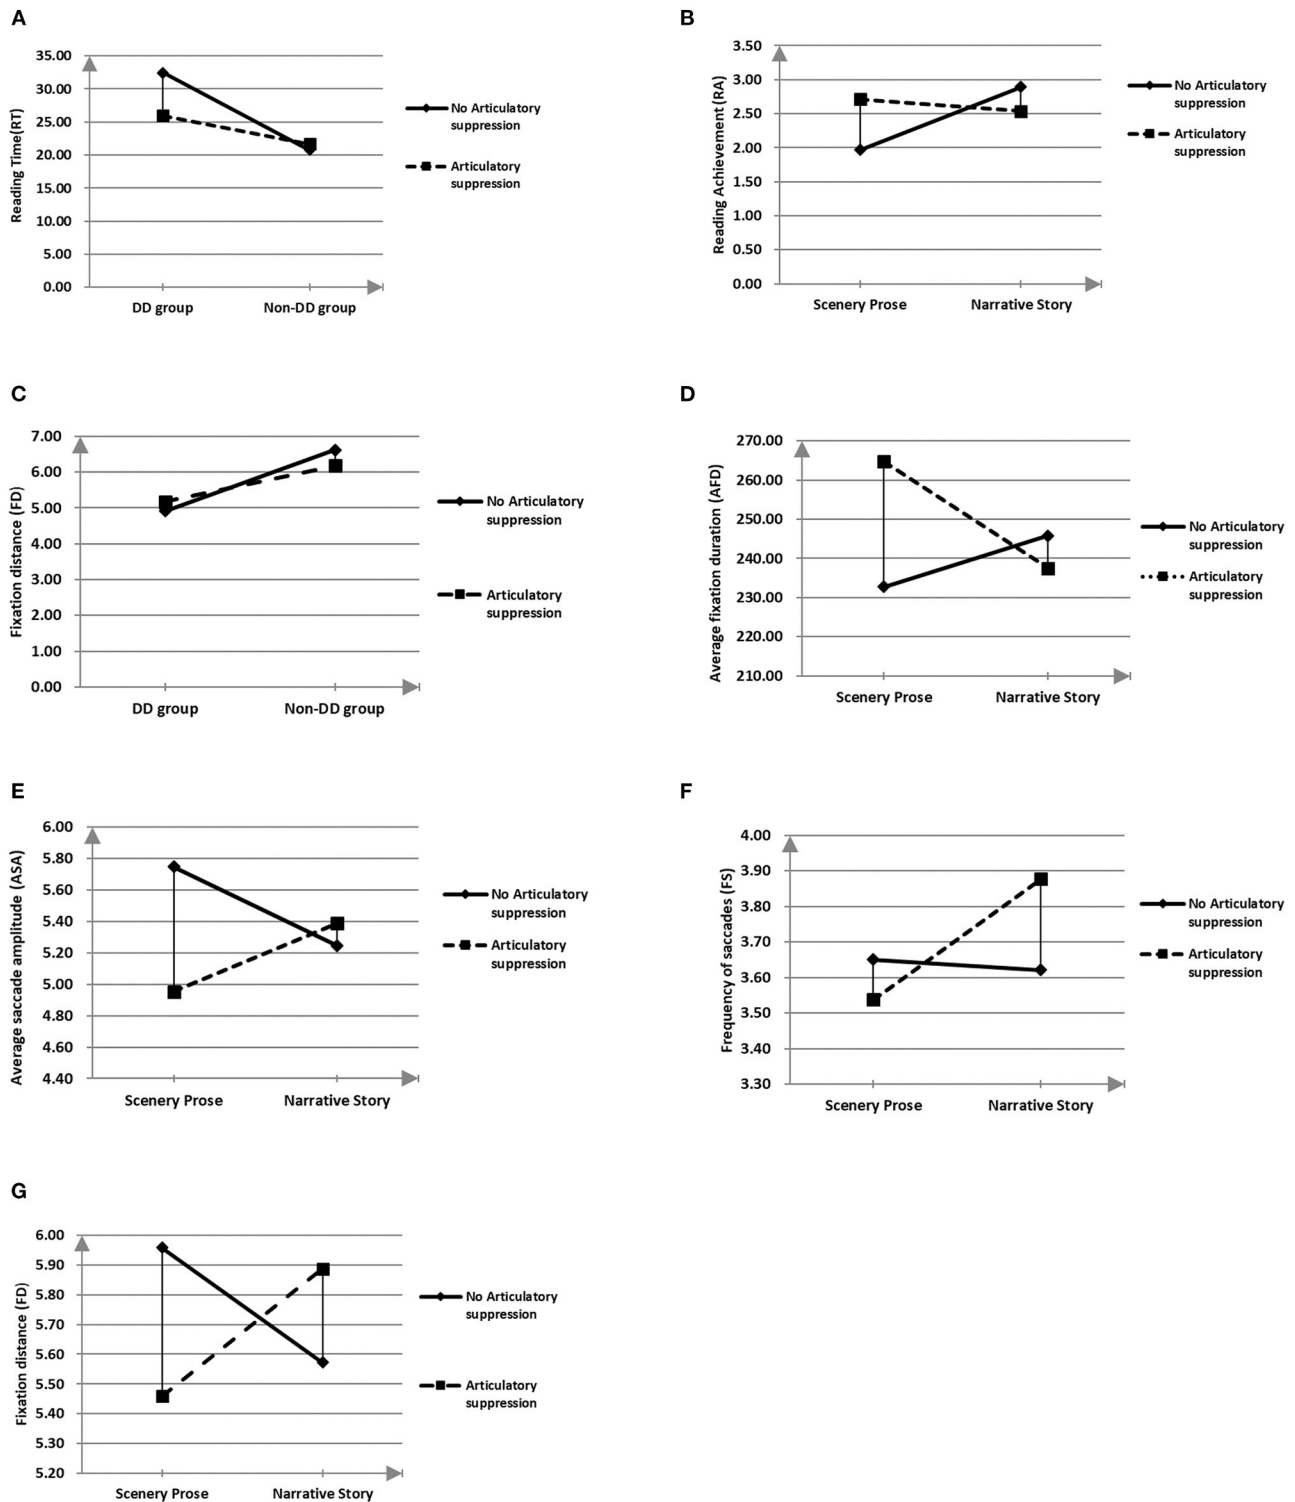 A
Reading Time(RT)
35.00
30.00
25.00
20.00
15.00
10.00
5.00
0.00
DD group
Non-DD group
No Articulatory
suppression
Articulatory
suppression
B
Reading Achievement (RA)
3.50
3.00
2.50
2.00
1.50
1.00
0.50
0.00
Scenery Prose
Narrative Story
No Articulatory
suppression
Articulatory
suppression
C
Fixation distance (FD)
7.00
6.00
5.00
4.00
3.00
2.00
1.00
0.00
DD group
Non-DD group
No Articulatory
suppression
Articulatory
suppression
D
Average fixation duration (AFD)
270.00
260.00
250.00
240.00
230.00
220.00
210.00
Scenery Prose
Narrative Story
No Articulatory
suppression
Articulatory
suppression
E
Average saccade amplitude (ASA)
6.00
5.80
5.60
5.40
5.20
5.00
4.80
4.60
4.40
Scenery Prose
Narrative Story
No Articulatory
suppression
Articulatory
suppression
F
Frequency of saccades (FS)
4.00
3.90
3.80
3.70
3.60
3.50
3.40
3.30
Scenery Prose
Narrative Story
No Articulatory
suppression
Articulatory
suppression
G
Fixation distance (FD)
6.00
5.90
5.80
5.70
5.60
5.50
5.40
5.30
5.20
Scenery Prose
Narrative Story
No Articulatory
suppression
Articulatory
suppression